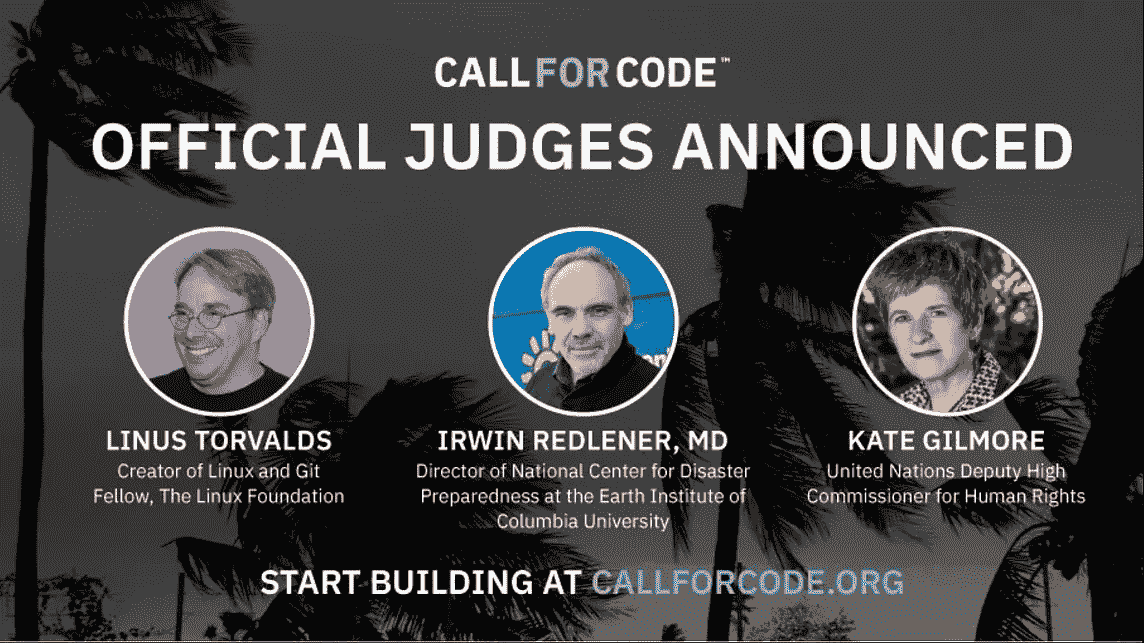 CALL FOR CODE™
OFFICIAL JUDGES ANNOUNCED
LINUS TORVALDS
Creator of Linux and Git
Fellow, The Linux Foundation
IRWIN REDLENER, MD
Director of National Center for Disaster
Preparedness at the Earth Institute of
Columbia University
KATE GILMORE
United Nations Deputy High
Commissioner for Human Rights
START BUILDING AT CALLFORCODE.ORG